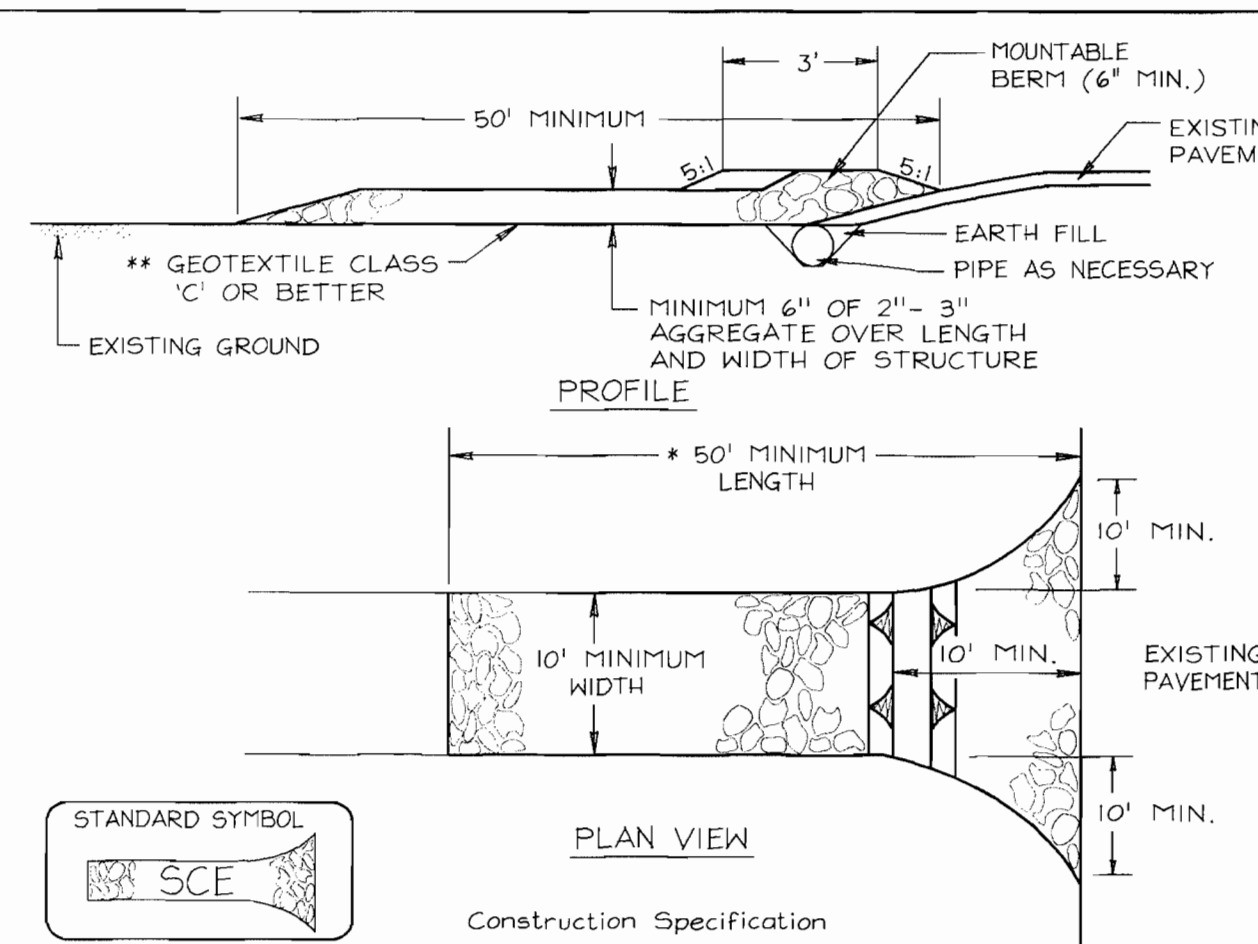 3'
MOUNTABLE
BERM (6" MIN.)
50' MINIMUM
EXISTIN
PAVEM
5:1
5:1
EARTH FILL
** GEOTEXTILE CLASS
'C' OR BETTER
PIPE AS NECESSARY
MINIMUM 6" OF 2"- 3"
AGGREGATE OVER LENGTH
AND WIDTH OF STRUCTURE
EXISTING GROUND
PROFILE
* 50' MINIMUM
LENGTH
10' MIN.
10' MINIMUM
WIDTH
10' MIN.
EXISTING
PAVEMENT
10' MIN.
STANDARD SYMBOL
SCE
PLAN VIEW
Construction Specification